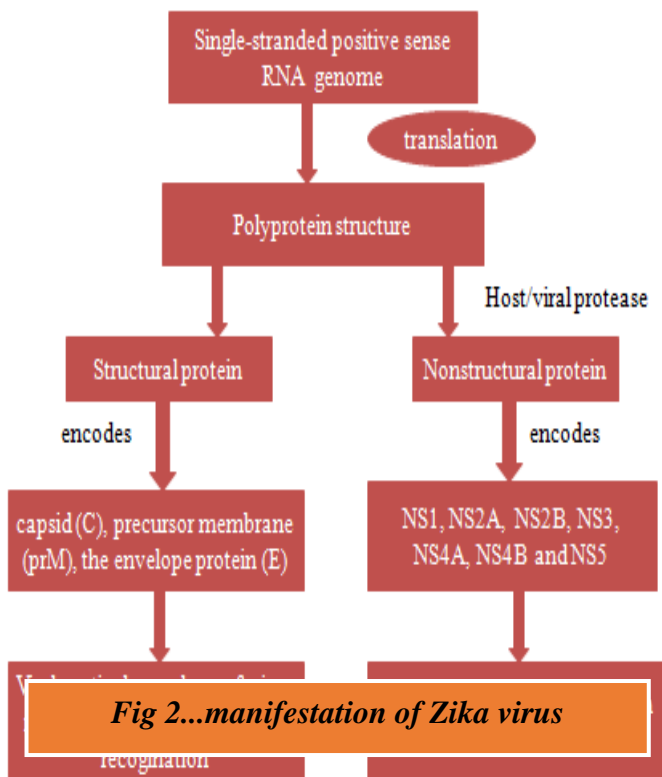 Single-stranded positive sense
RNA genome
translation
Polyprotein structure
Host/viral protease
Structural protein
Nonstructural protein
encodes
encodes
capsid (C), precursor membrane
(prM), the envelope protein (E)
NS1, NS2A, NS2B, NS3,
NS4A, NS4B and NS5
Fig 2...manifestation of Zika virus
recogination